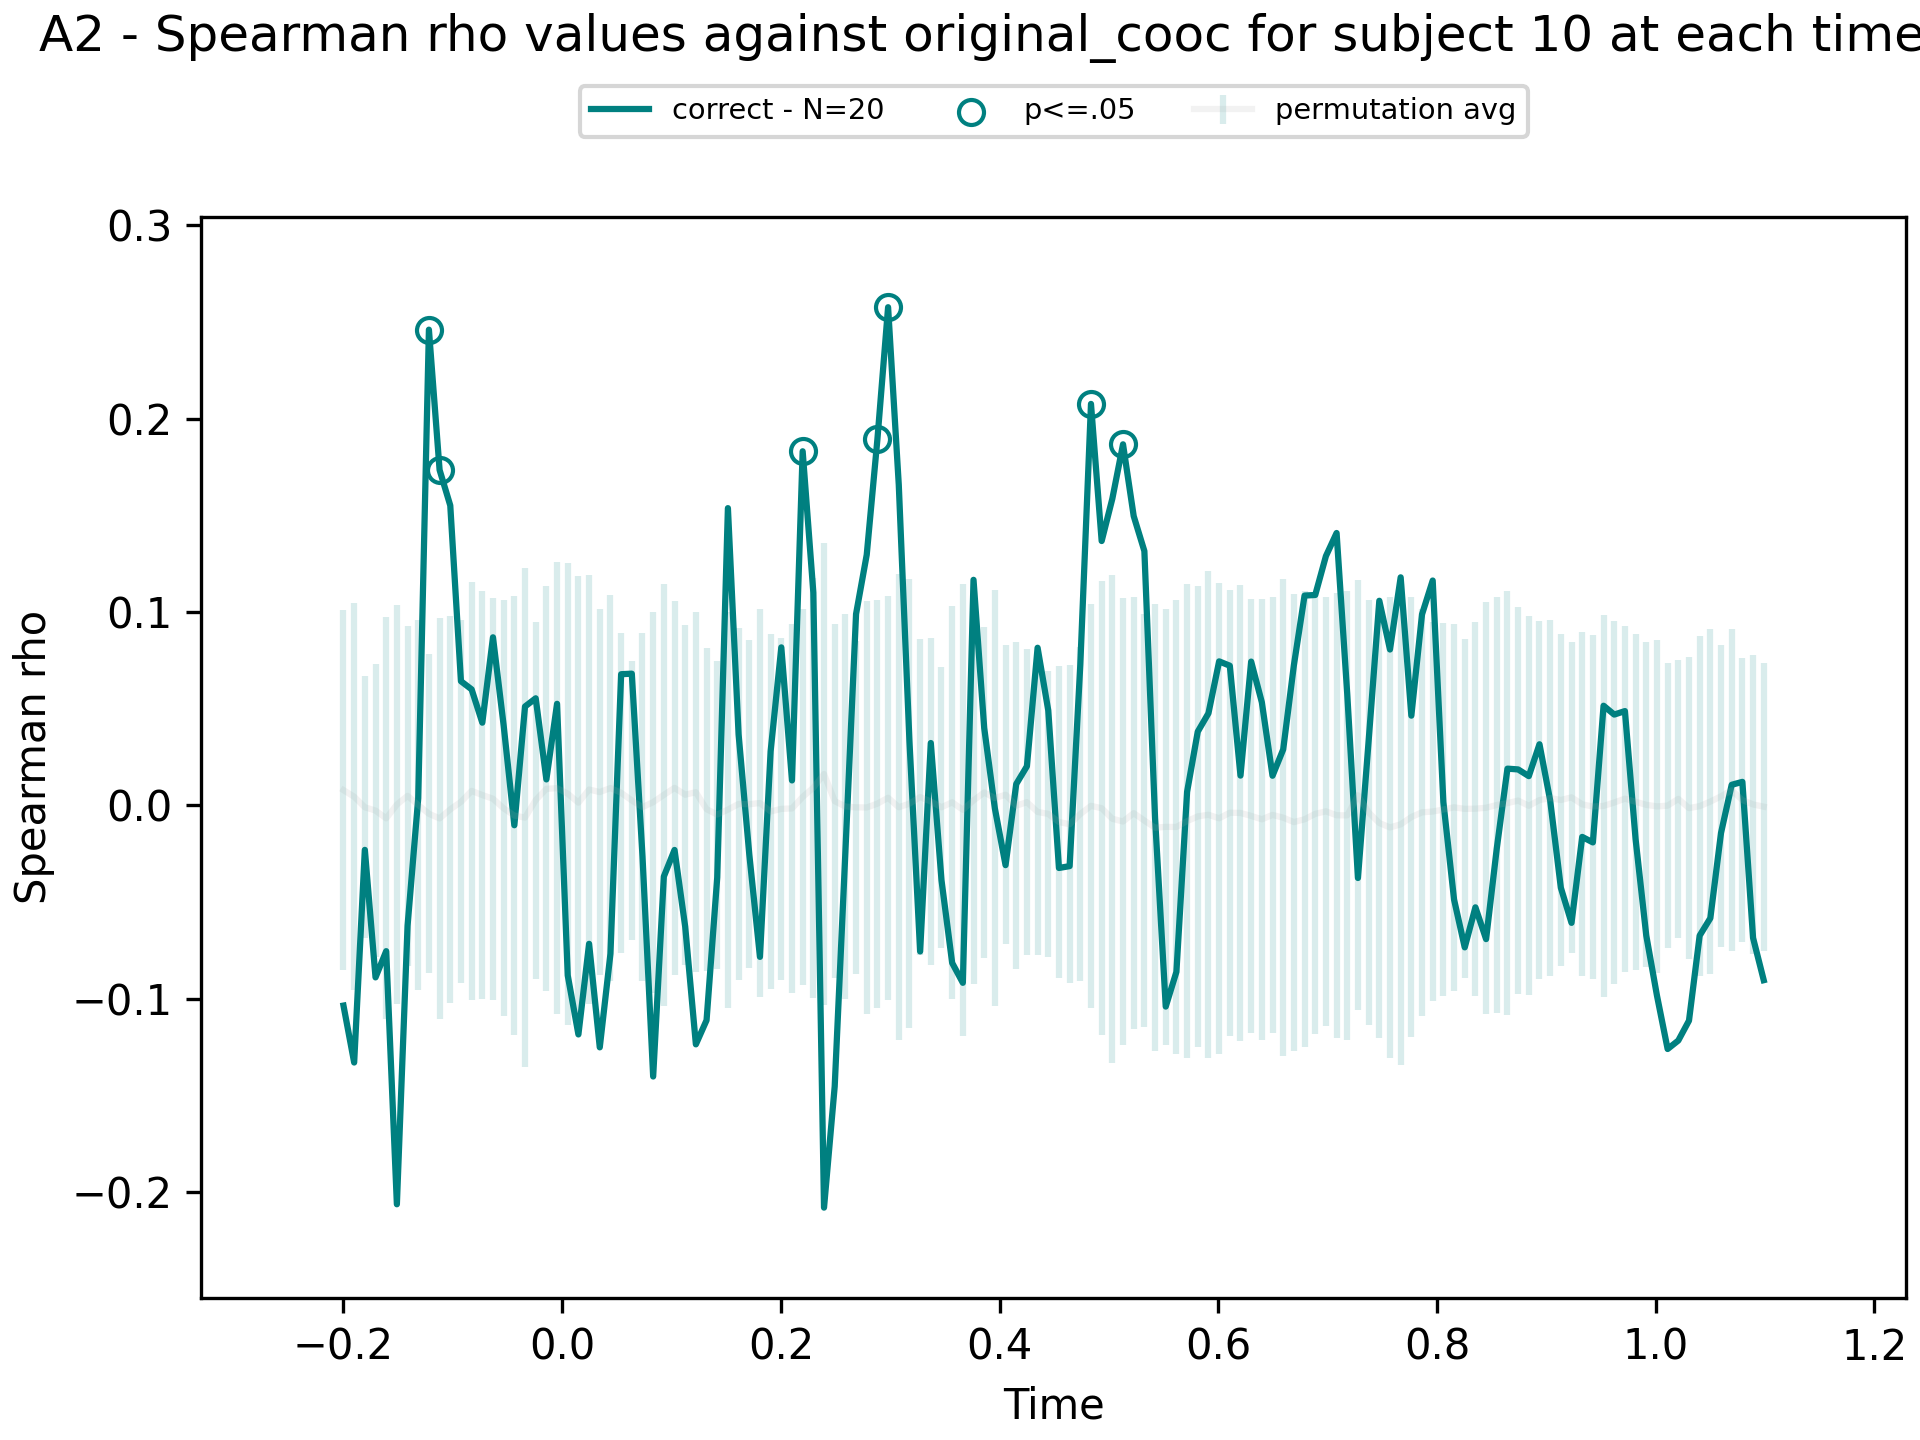 A2 - Spearman rho values against original_cooc for subject 10 at each time
correct - N=20 p<=.05 permutation avg
0.3
0.2
0.1
0.0
−0.1
−0.2
Spearman rho
−0.2 0.0 0.2 0.4 0.6 0.8 1.0 1.2
Time